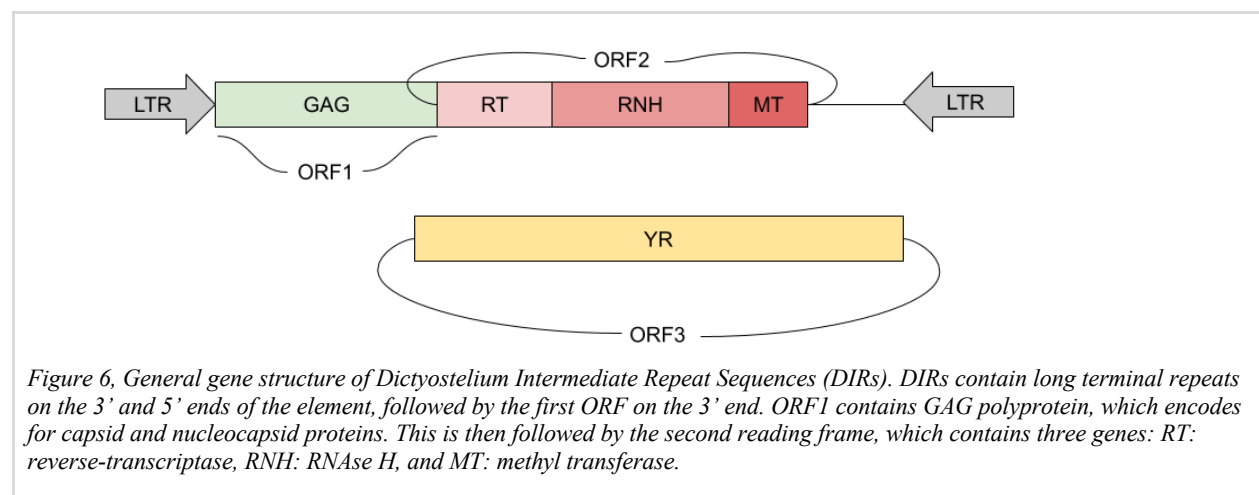 ORF2
LTR GAG RT RNH MT LTR
ORF1
YR
ORF3
Figure 6, General gene structure of Dictyostelium Intermediate Repeat Sequences (DIRs). DIRs contain long terminal repeats
on the 3’ and 5’ ends of the element, followed by the first ORF on the 3’ end. ORF1 contains GAG polyprotein, which encodes
for capsid and nucleocapsid proteins. This is then followed by the second reading frame, which contains three genes: RT:
reverse-transcriptase, RNH: RNAse H, and MT: methyl transferase.